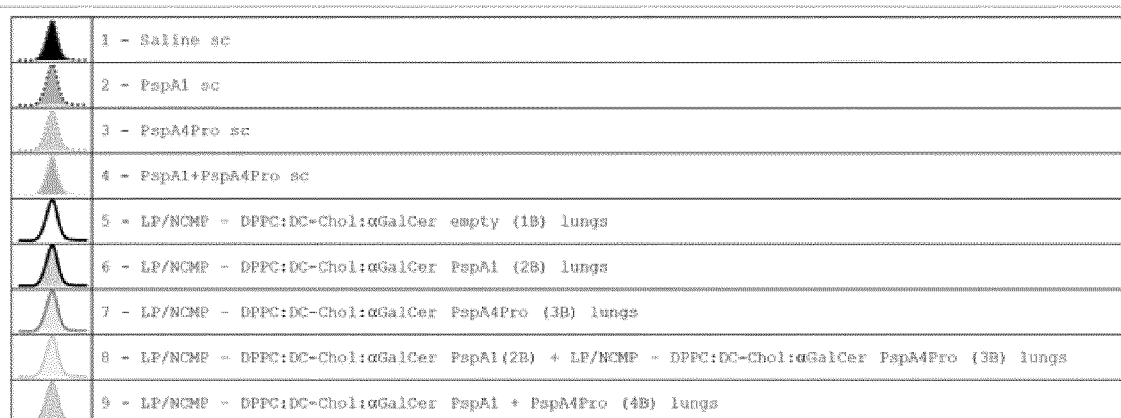 1 - Saline sc
2 - PspA1 sc
3 - PspA4Pro sc
4 - PspA1+PspA4Pro sc
5 - LP/NCMP - DPPC:DC-Chol:αGalCer empty (1B) lungs
6 - LP/NCMP - DPPC:DC-Chol:αGalCer PspA1 (2B) lungs
7 - LP/NCMP - DPPC:DC-Chol:αGalCer PspA4Pro (3B) lungs
8 - LP/NCMP - DPPC:DC-Chol:αGalCer PspA1(2B) + LP/NCMP - DPPC:DC-Chol:αGalCer PspA4Pro (3B) lungs
9 - LP/NCMP - DPPC:DC-Chol:αGalCer PspA1 + PspA4Pro (4B) lungs